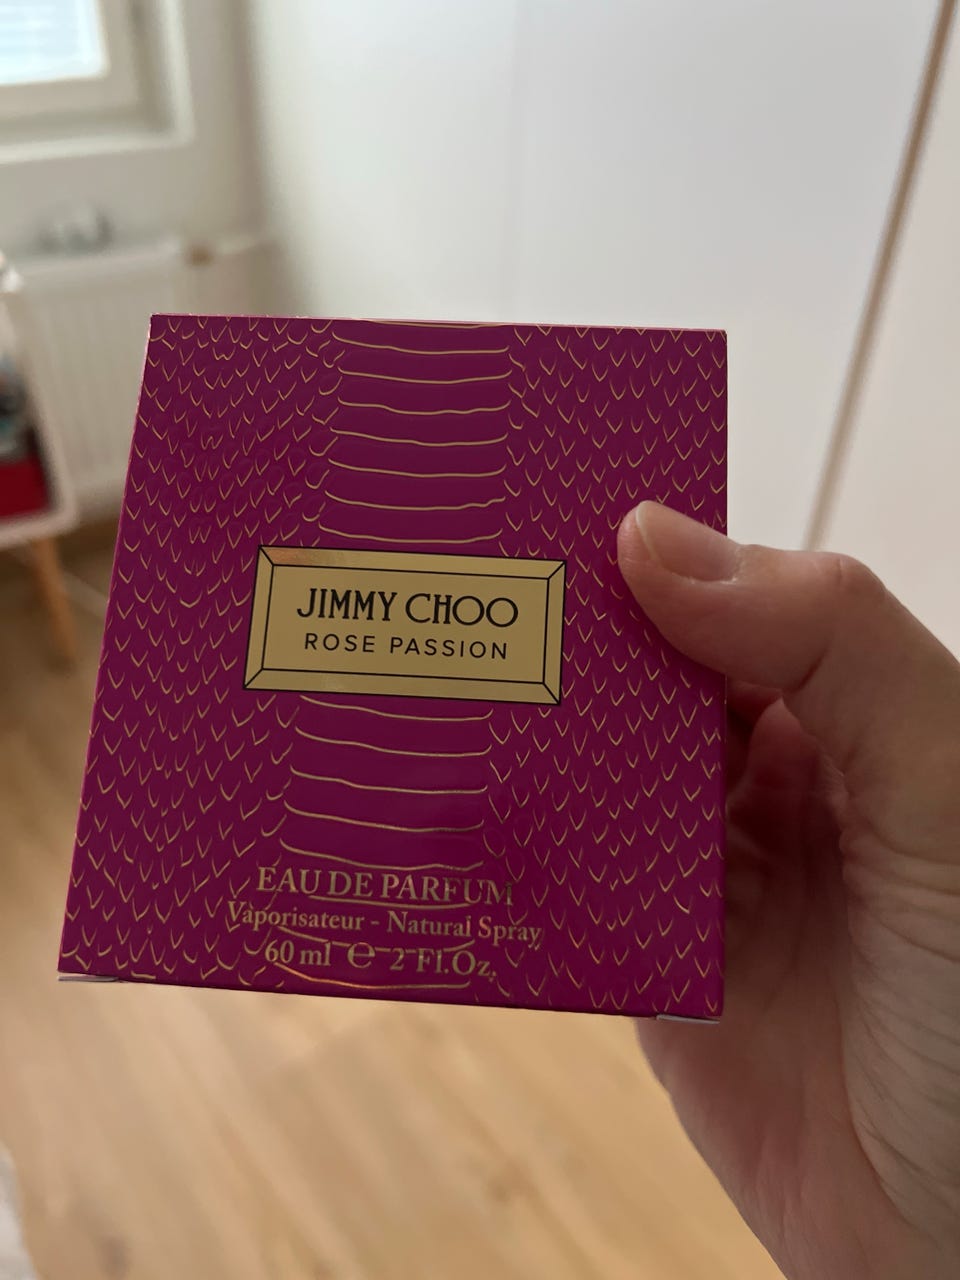 JIMMY CHOO
ROSE PASSION
EAU DE PARFUM
Vaporisateur - Natural Spray
60 ml ℮ 2 Fl.Oz.